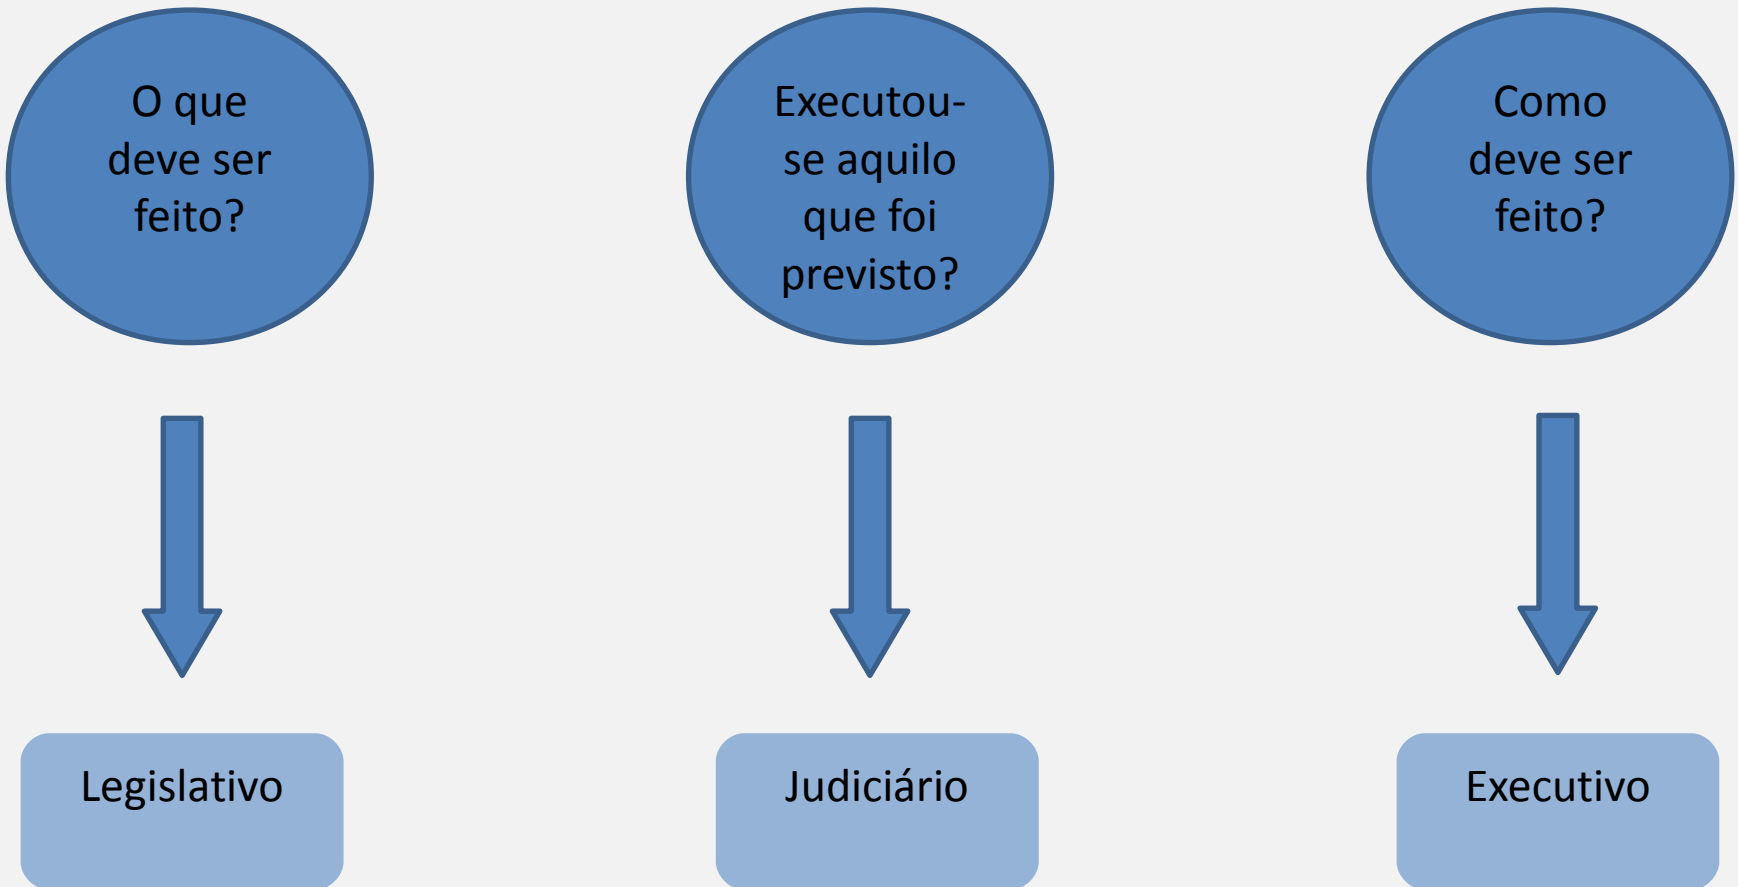 O que
deve ser
feito?
Executou-
se aquilo
que foi
previsto?
Como
deve ser
feito?
Legislativo
Judiciário
Executivo